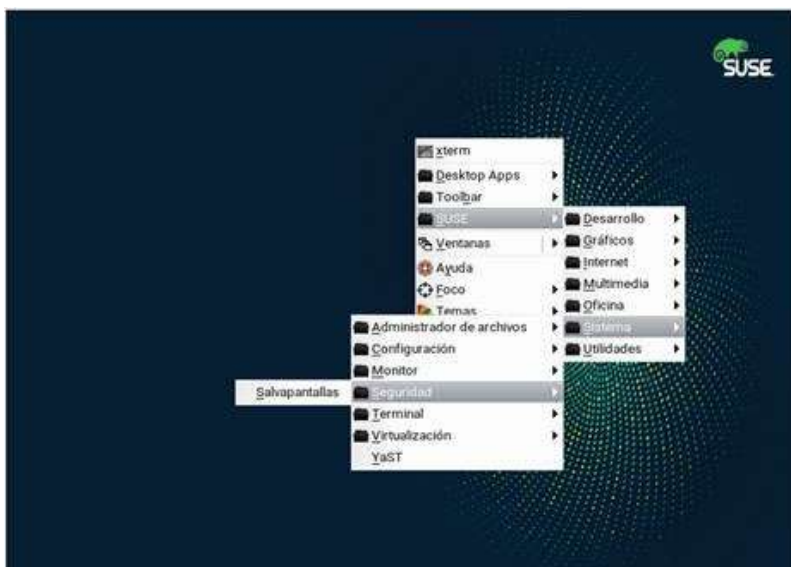 SUSE
xterm
Desktop Apps
Toolbar
SUSE
Ventanas
Ayuda
Foco
Temas
Desarrollo
Gráficos
Internet
Multimedia
Oficina
Sistema
Utilidades
Administrador de archivos
Configuración
Monitor
Seguridad
Terminal
Virtualización
YaST
Salvapantallas